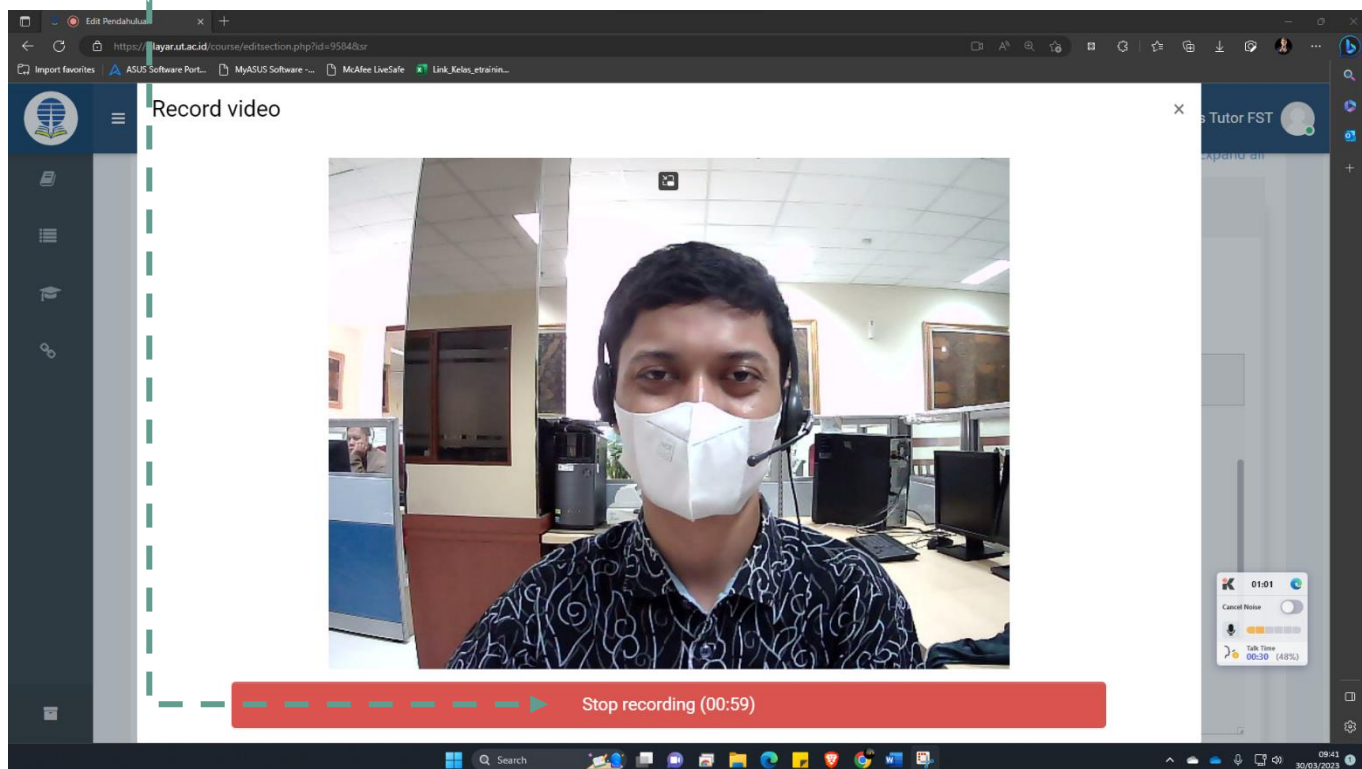 Edit Pendahuluan
https://elayar.ut.ac.id/course/editsection.php?id=9584&sr
Import favorites
ASUS Software Port...
MyASUS Software -...
McAfee LiveSafe
Link_Kelas_etrainin...
Record video
s Tutor FST
Expand all
01:01
Cancel Noise
Talk Time
00:30 (48%)
Stop recording (00:59)
Search
09:41
30/03/2023